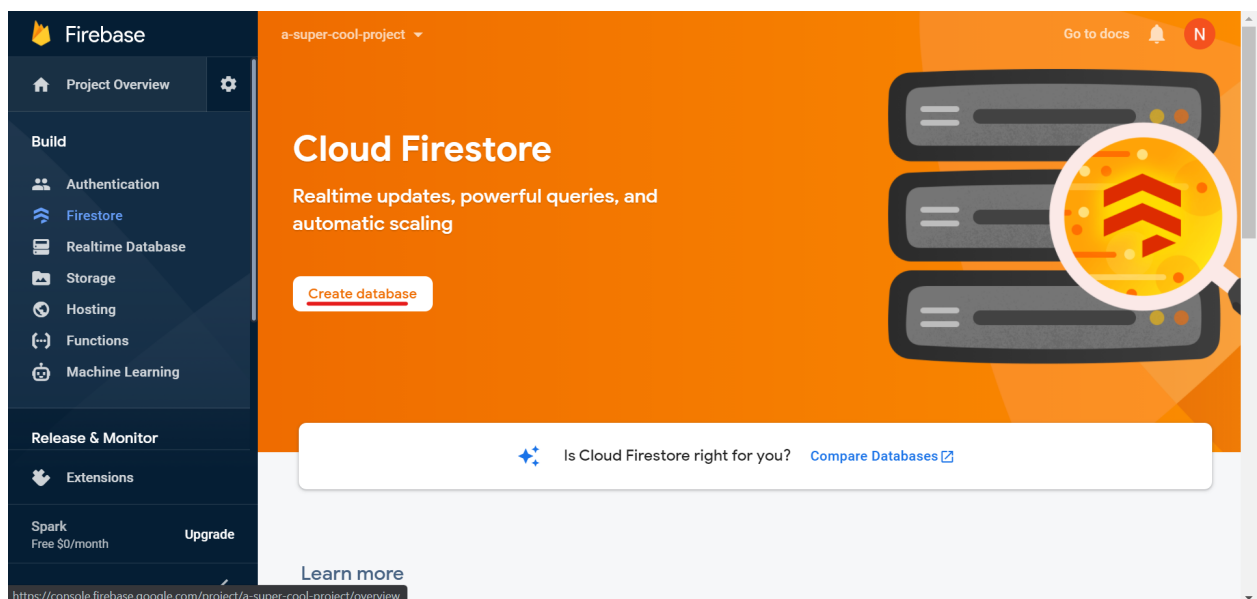 Firebase
a-super-cool-project
Go to docs
N
Project Overview
Build
Authentication
Firestore
Realtime Database
Storage
Hosting
Functions
Machine Learning
Release & Monitor
Extensions
Spark
Free $0/month
Upgrade
Cloud Firestore
Realtime updates, powerful queries, and
automatic scaling
Create database
Is Cloud Firestore right for you? Compare Databases
Learn more
https://console.firebase.google.com/project/a-super-cool-project/overview